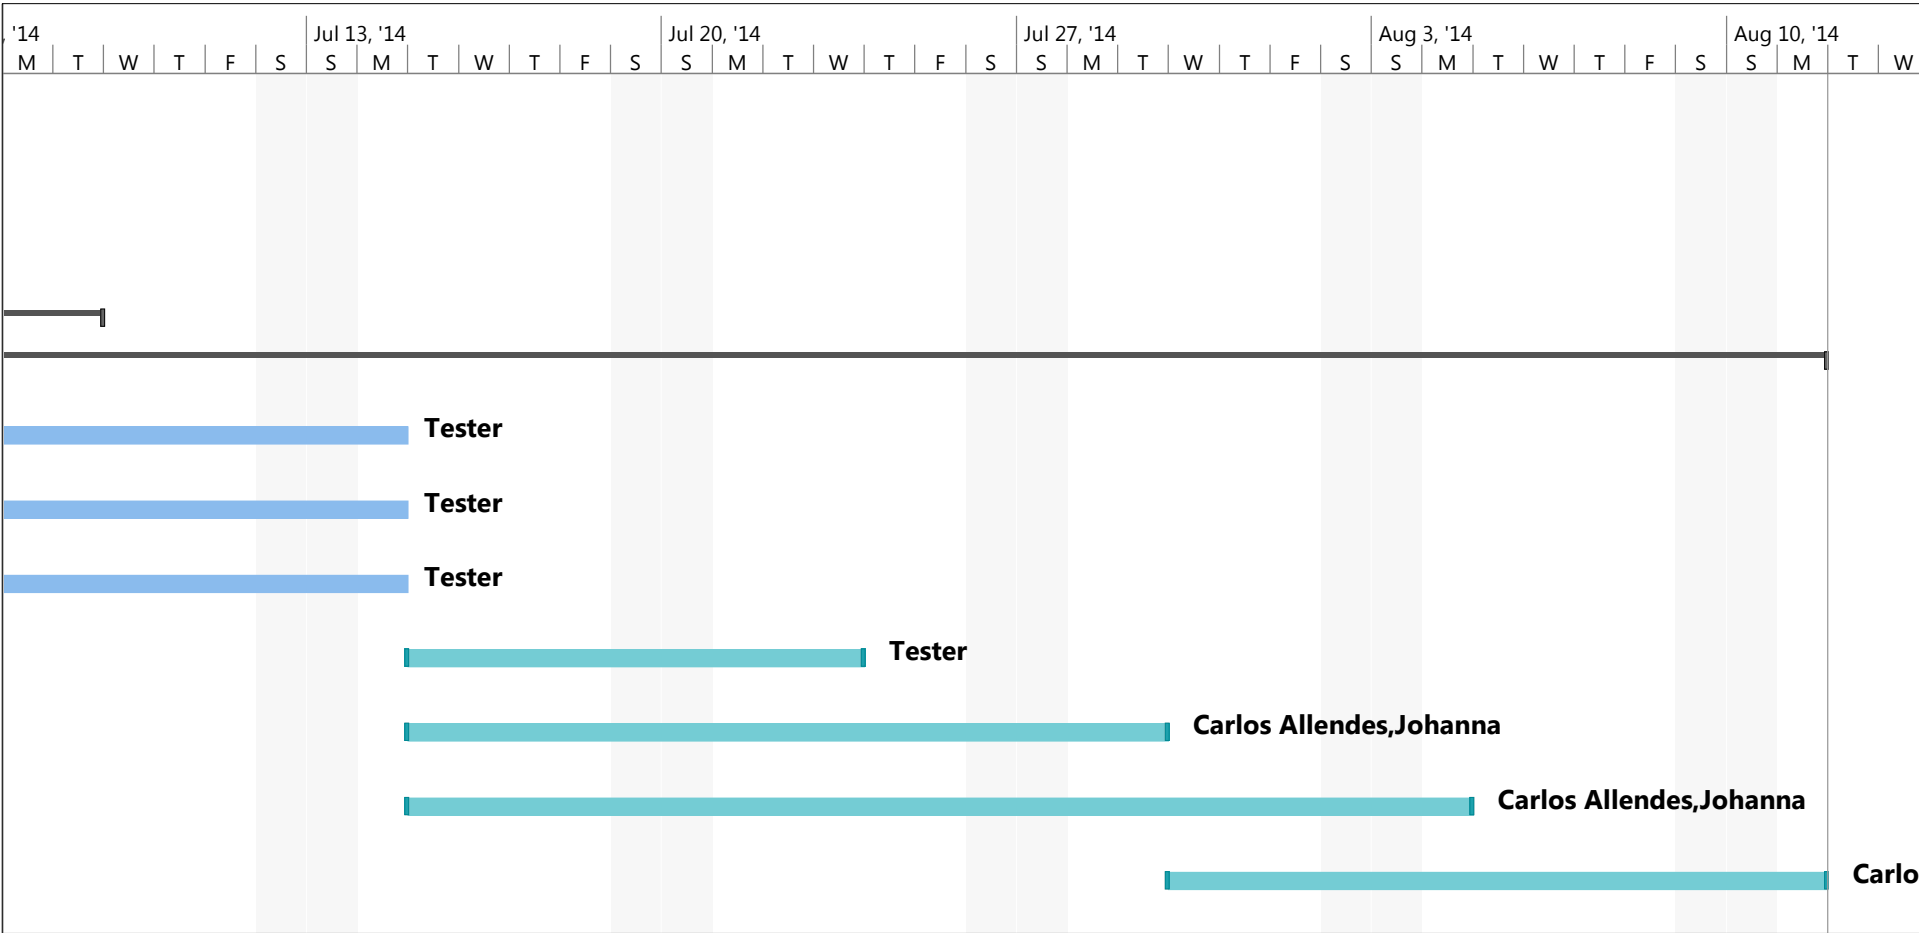 , '14 Jul 13, '14 Jul 20, '14 Jul 27, '14 Aug 3, '14 Aug 10, '14
M T W T F S S M T W T F S S M T W T F S S M T W T F S S M T W T F S S M T W
Tester
Tester
Tester
Tester
Carlos Allendes,Johanna
Carlos Allendes,Johanna
Carlo